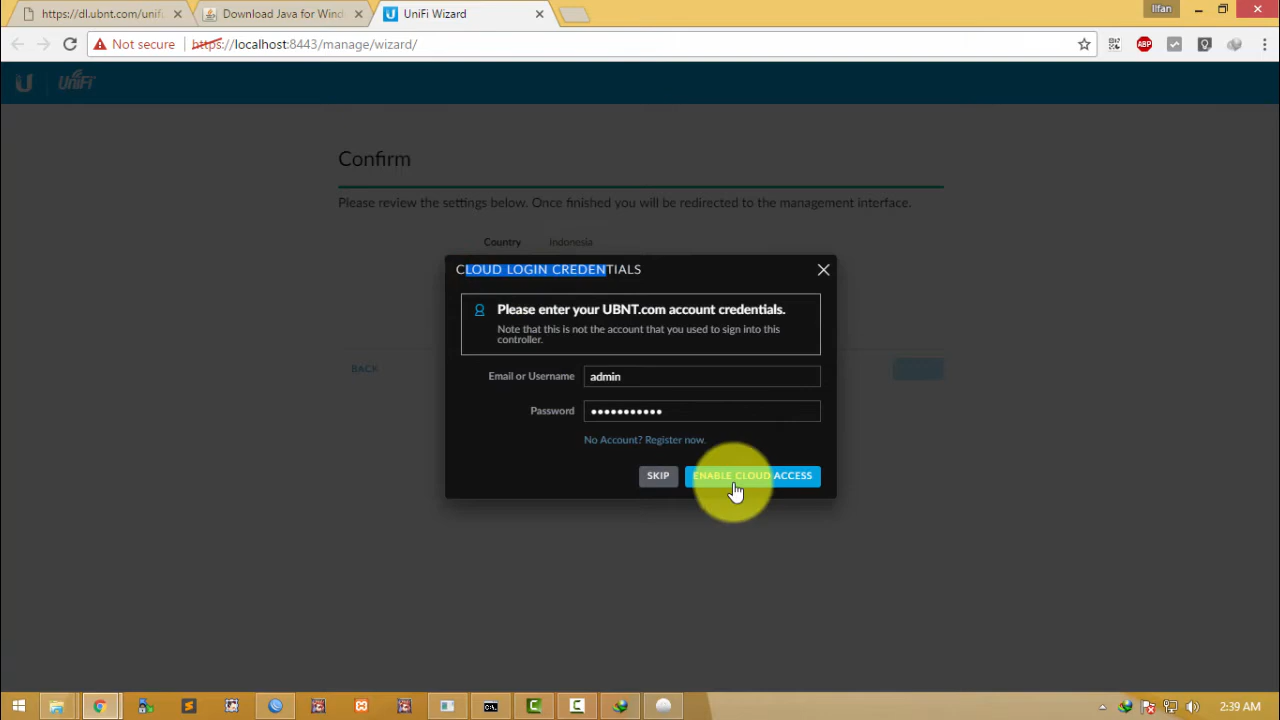 https://dl.ubnt.com/unifi
Download Java for Wind
UniFi Wizard
Ilfan
Not secure
https://localhost:8443/manage/wizard/
ABP
U
UniFi
Confirm
Please review the settings below. Once finished you will be redirected to the management interface.
Country
Indonesia
CLOUD LOGIN CREDENTIALS
Please enter your UBNT.com account credentials.
Note that this is not the account that you used to sign into this
controller.
Email or Username
admin
Password
No Account? Register now.
BACK
SKIP
ENABLE CLOUD ACCESS
2:39 AM